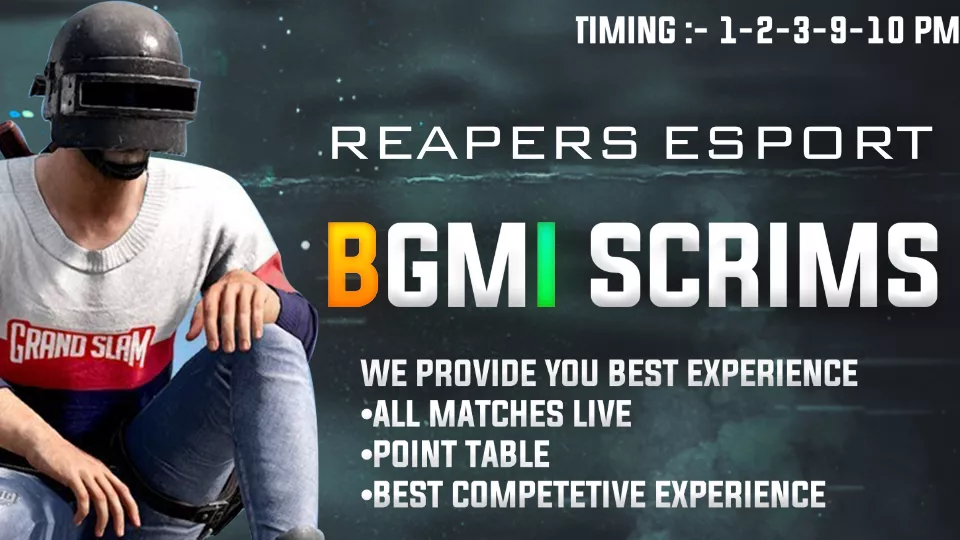 TIMING :- 1-2-3-9-10 PM
REAPERS ESPORT
BGMI SCRIMS
GRAND SLAM
WE PROVIDE YOU BEST EXPERIENCE
•ALL MATCHES LIVE
•POINT TABLE
•BEST COMPETETIVE EXPERIENCE